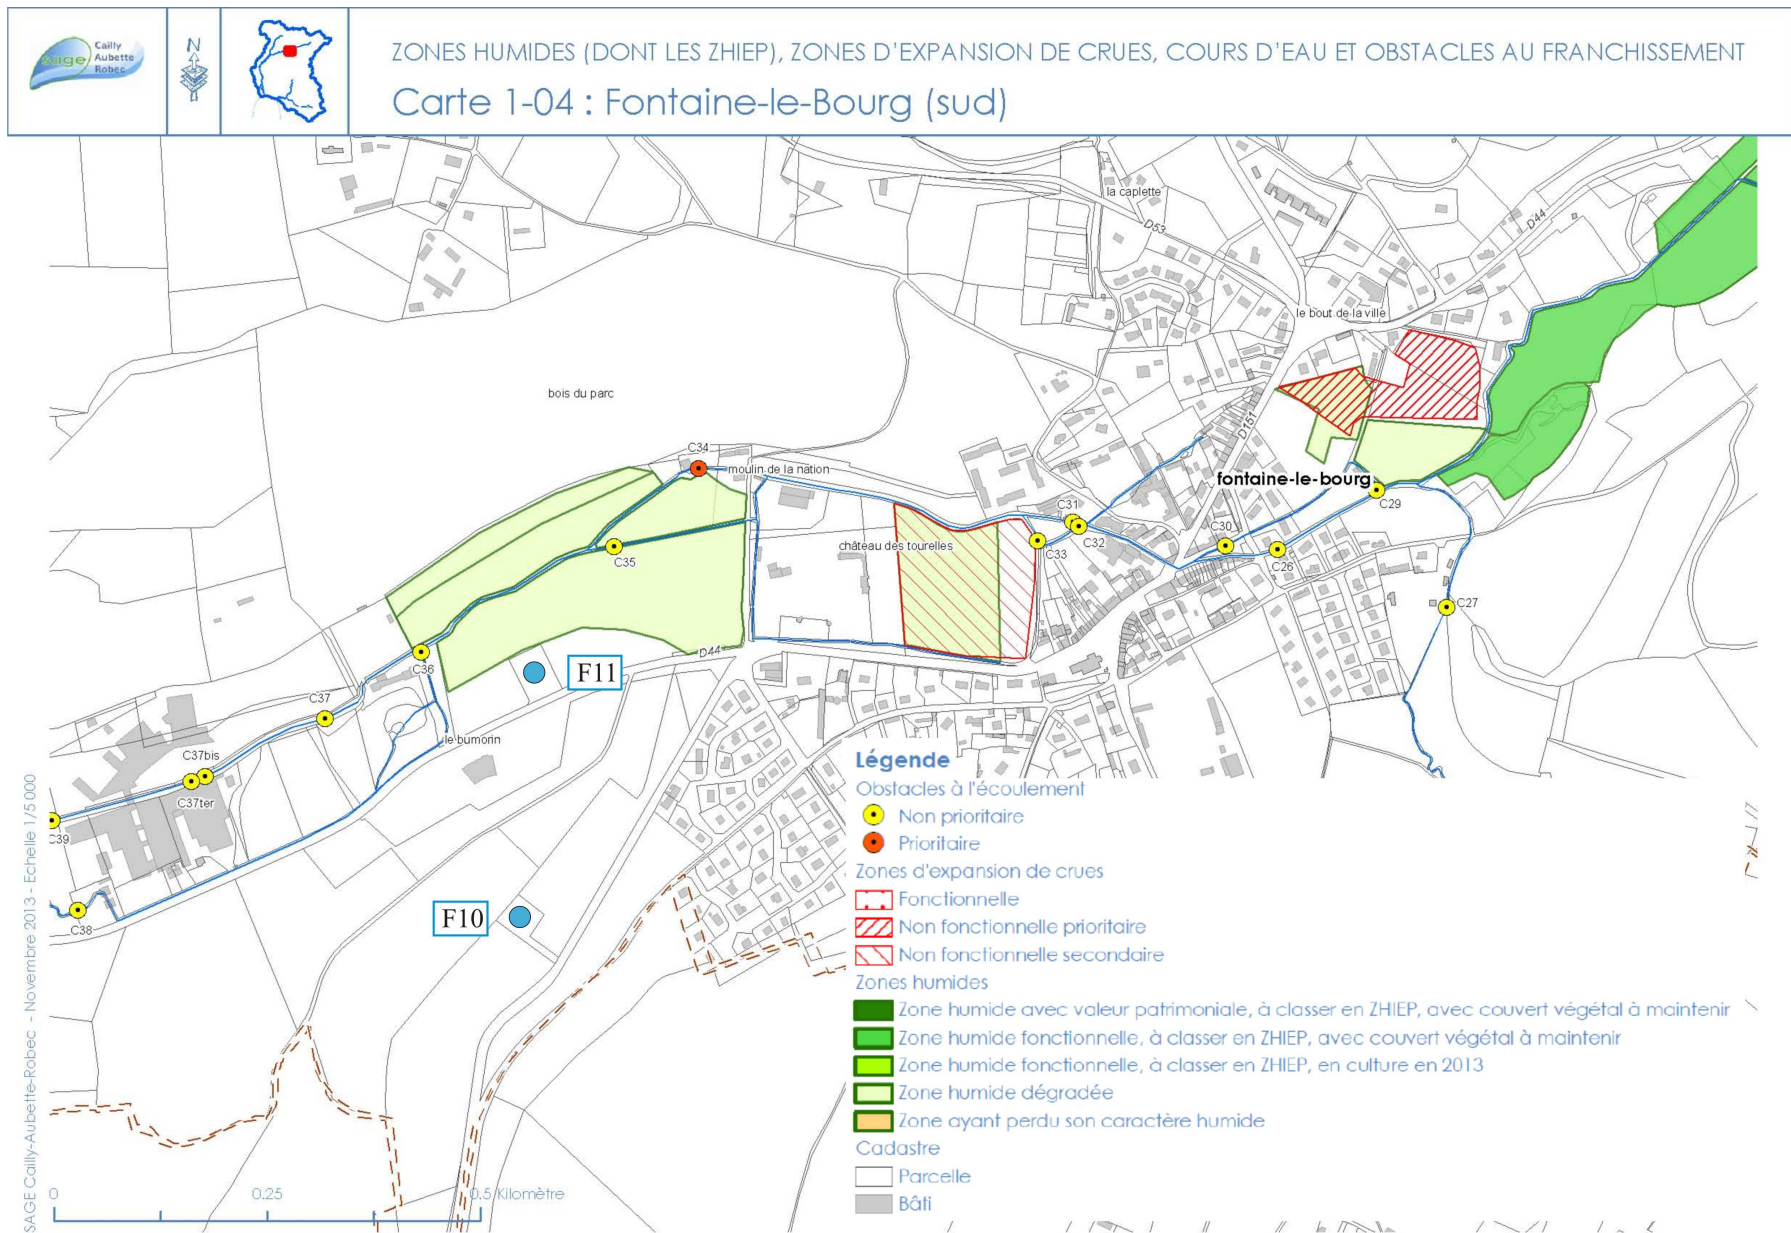 Cailly
Aubette
Robec
sage
N
ZONES HUMIDES (DONT LES ZHIEP), ZONES D'EXPANSION DE CRUES, COURS D'EAU ET OBSTACLES AU FRANCHISSEMENT
Carte 1-04 : Fontaine-le-Bourg (sud)
la caplette
D53
D44
le bout de la ville
bois du parc
D151
C34
moulin de la nation
fontaine-le-bourg
C29
C31
C32
C30
C33
C26
château des tourelles
C35
C27
C36
D44
F11
C37
le bumorin
C37bis
C37ter
C39
F10
C38
Légende
Obstacles à l'écoulement
Non prioritaire
Prioritaire
Zones d'expansion de crues
Fonctionnelle
Non fonctionnelle prioritaire
Non fonctionnelle secondaire
Zones humides
Zone humide avec valeur patrimoniale, à classer en ZHIEP, avec couvert végétal à maintenir
Zone humide fonctionnelle, à classer en ZHIEP, avec couvert végétal à maintenir
Zone humide fonctionnelle, à classer en ZHIEP, en culture en 2013
Zone humide dégradée
Zone ayant perdu son caractère humide
Cadastre
Parcelle
Bâti
0 0.25 0.5 Kilomètre
SAGE Cailly-Aubette-Robec - Novembre 2013 - Echelle 1/5 000